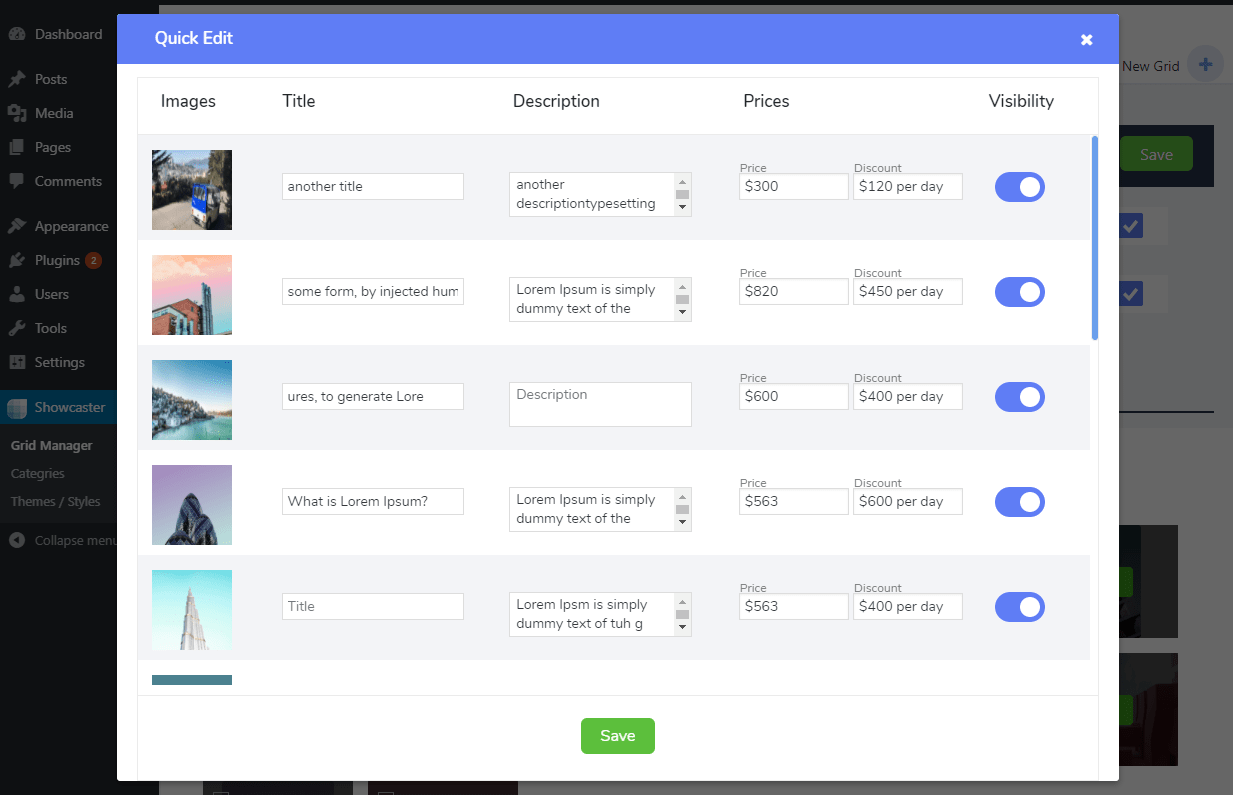 Dashboard
Posts
Media
Pages
Comments
Appearance
Plugins 2
Users
Tools
Settings
Showcaster
Grid Manager
Categries
Themes / Styles
Collapse menu
New Grid
Save
Quick Edit
Images Title Description Prices Visibility
another title
another
descriptiontypesetting
Price Discount
$300 $120 per day
some form, by injected hum
Lorem Ipsum is simply
dummy text of the
Price Discount
$820 $450 per day
ures, to generate Lore
Description
Price Discount
$600 $400 per day
What is Lorem Ipsum?
Lorem Ipsum is simply
dummy text of the
Price Discount
$563 $600 per day
Title
Lorem Ipsm is simply
dummy text of tuh g
Price Discount
$563 $400 per day
Save